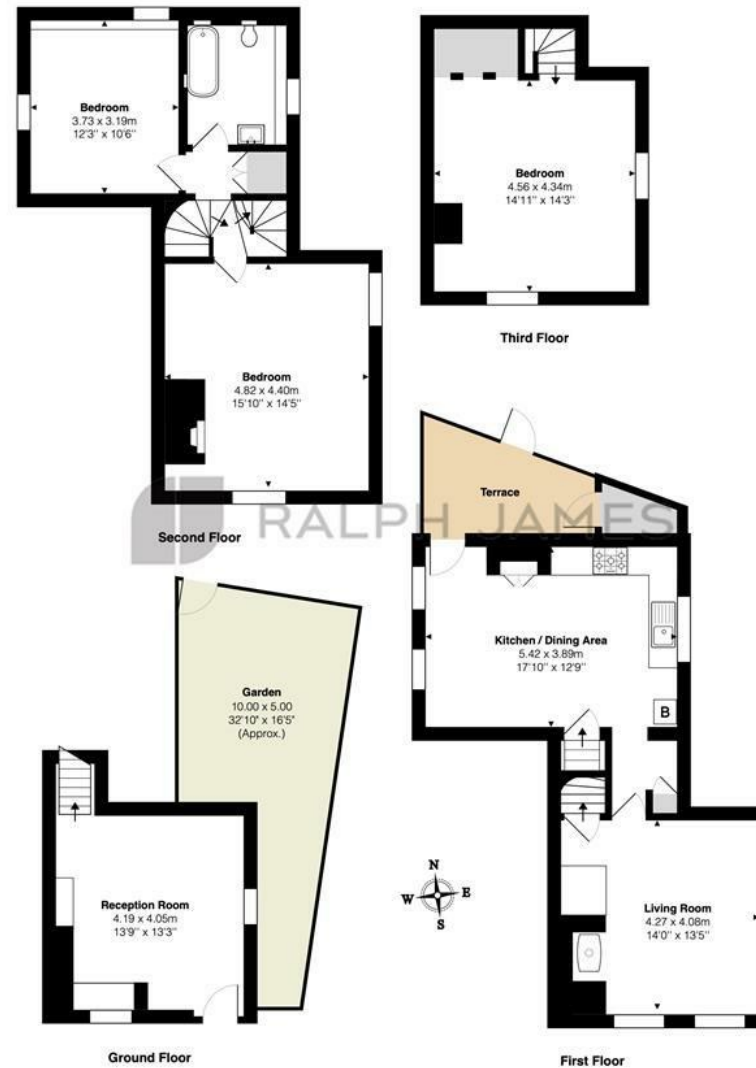 Bedroom
3.73 x 3.19m
12'3'' x 10'6''
Bedroom
4.56 x 4.34m
14'11'' x 14'3''
Third Floor
Bedroom
4.82 x 4.40m
15'10'' x 14'5''
Second Floor
RALPH JAMES
Terrace
Kitchen / Dining Area
5.42 x 3.89m
17'10'' x 12'9''
B
Garden
10.00 x 5.00
32'10" x 16'5"
(Approx.)
Reception Room
4.19 x 4.05m
13'9'' x 13'3''
Ground Floor
N
W E
S
Living Room
4.27 x 4.08m
14'0'' x 13'5''
First Floor